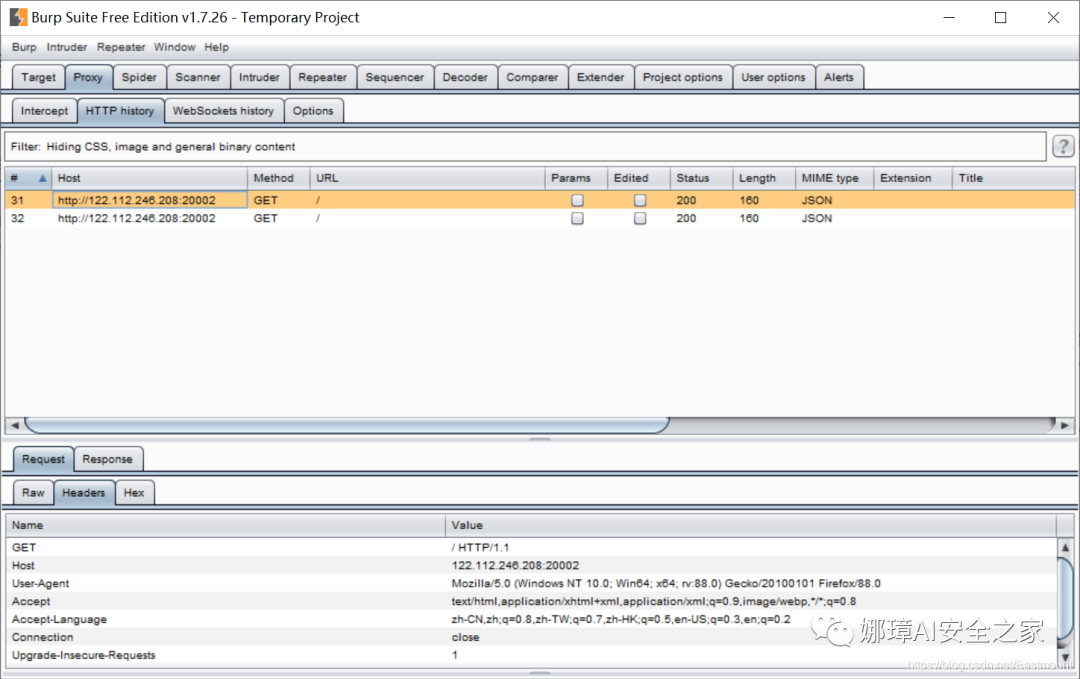 Burp Suite Free Edition v1.7.26 - Temporary Project
Burp Intruder Repeater Window Help
Target Proxy Spider Scanner Intruder Repeater Sequencer Decoder Comparer Extender Project options User options Alerts
Intercept HTTP history WebSockets history Options
Filter: Hiding CSS, image and general binary content ?
# Host Method URL Params Edited Status Length MIME type Extension Title
31 http://122.112.246.208:20002 GET / 200 160 JSON
32 http://122.112.246.208:20002 GET / 200 160 JSON
Request Response
Raw Headers Hex
Name Value
GET / HTTP/1.1
Host 122.112.246.208:20002
User-Agent Mozilla/5.0 (Windows NT 10.0; Win64; x64; rv:88.0) Gecko/20100101 Firefox/88.0
Accept text/html,application/xhtml+xml,application/xml;q=0.9,image/webp,*/*;q=0.8
Accept-Language zh-CN,zh;q=0.8,zh-TW;q=0.7,zh-HK;q=0.5,en-US;q=0.3,en;q=0.2
Connection close
娜璋AI安全之家
Upgrade-Insecure-Requests 1
https://blog.csdn.net/Eastmount